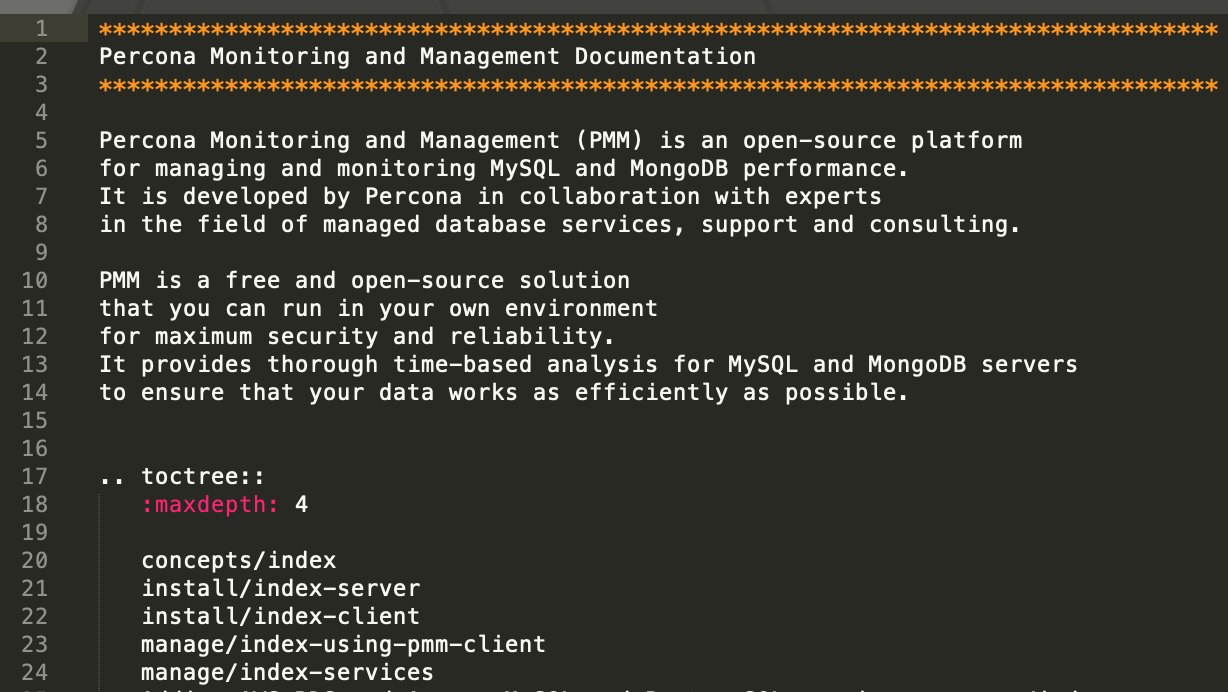 1 ********************************************************************************
2 Percona Monitoring and Management Documentation
3 ********************************************************************************
4
5 Percona Monitoring and Management (PMM) is an open-source platform
6 for managing and monitoring MySQL and MongoDB performance.
7 It is developed by Percona in collaboration with experts
8 in the field of managed database services, support and consulting.
9
10 PMM is a free and open-source solution
11 that you can run in your own environment
12 for maximum security and reliability.
13 It provides thorough time-based analysis for MySQL and MongoDB servers
14 to ensure that your data works as efficiently as possible.
15
16
17 .. toctree::
18 :maxdepth: 4
19
20 concepts/index
21 install/index-server
22 install/index-client
23 manage/index-using-pmm-client
24 manage/index-services